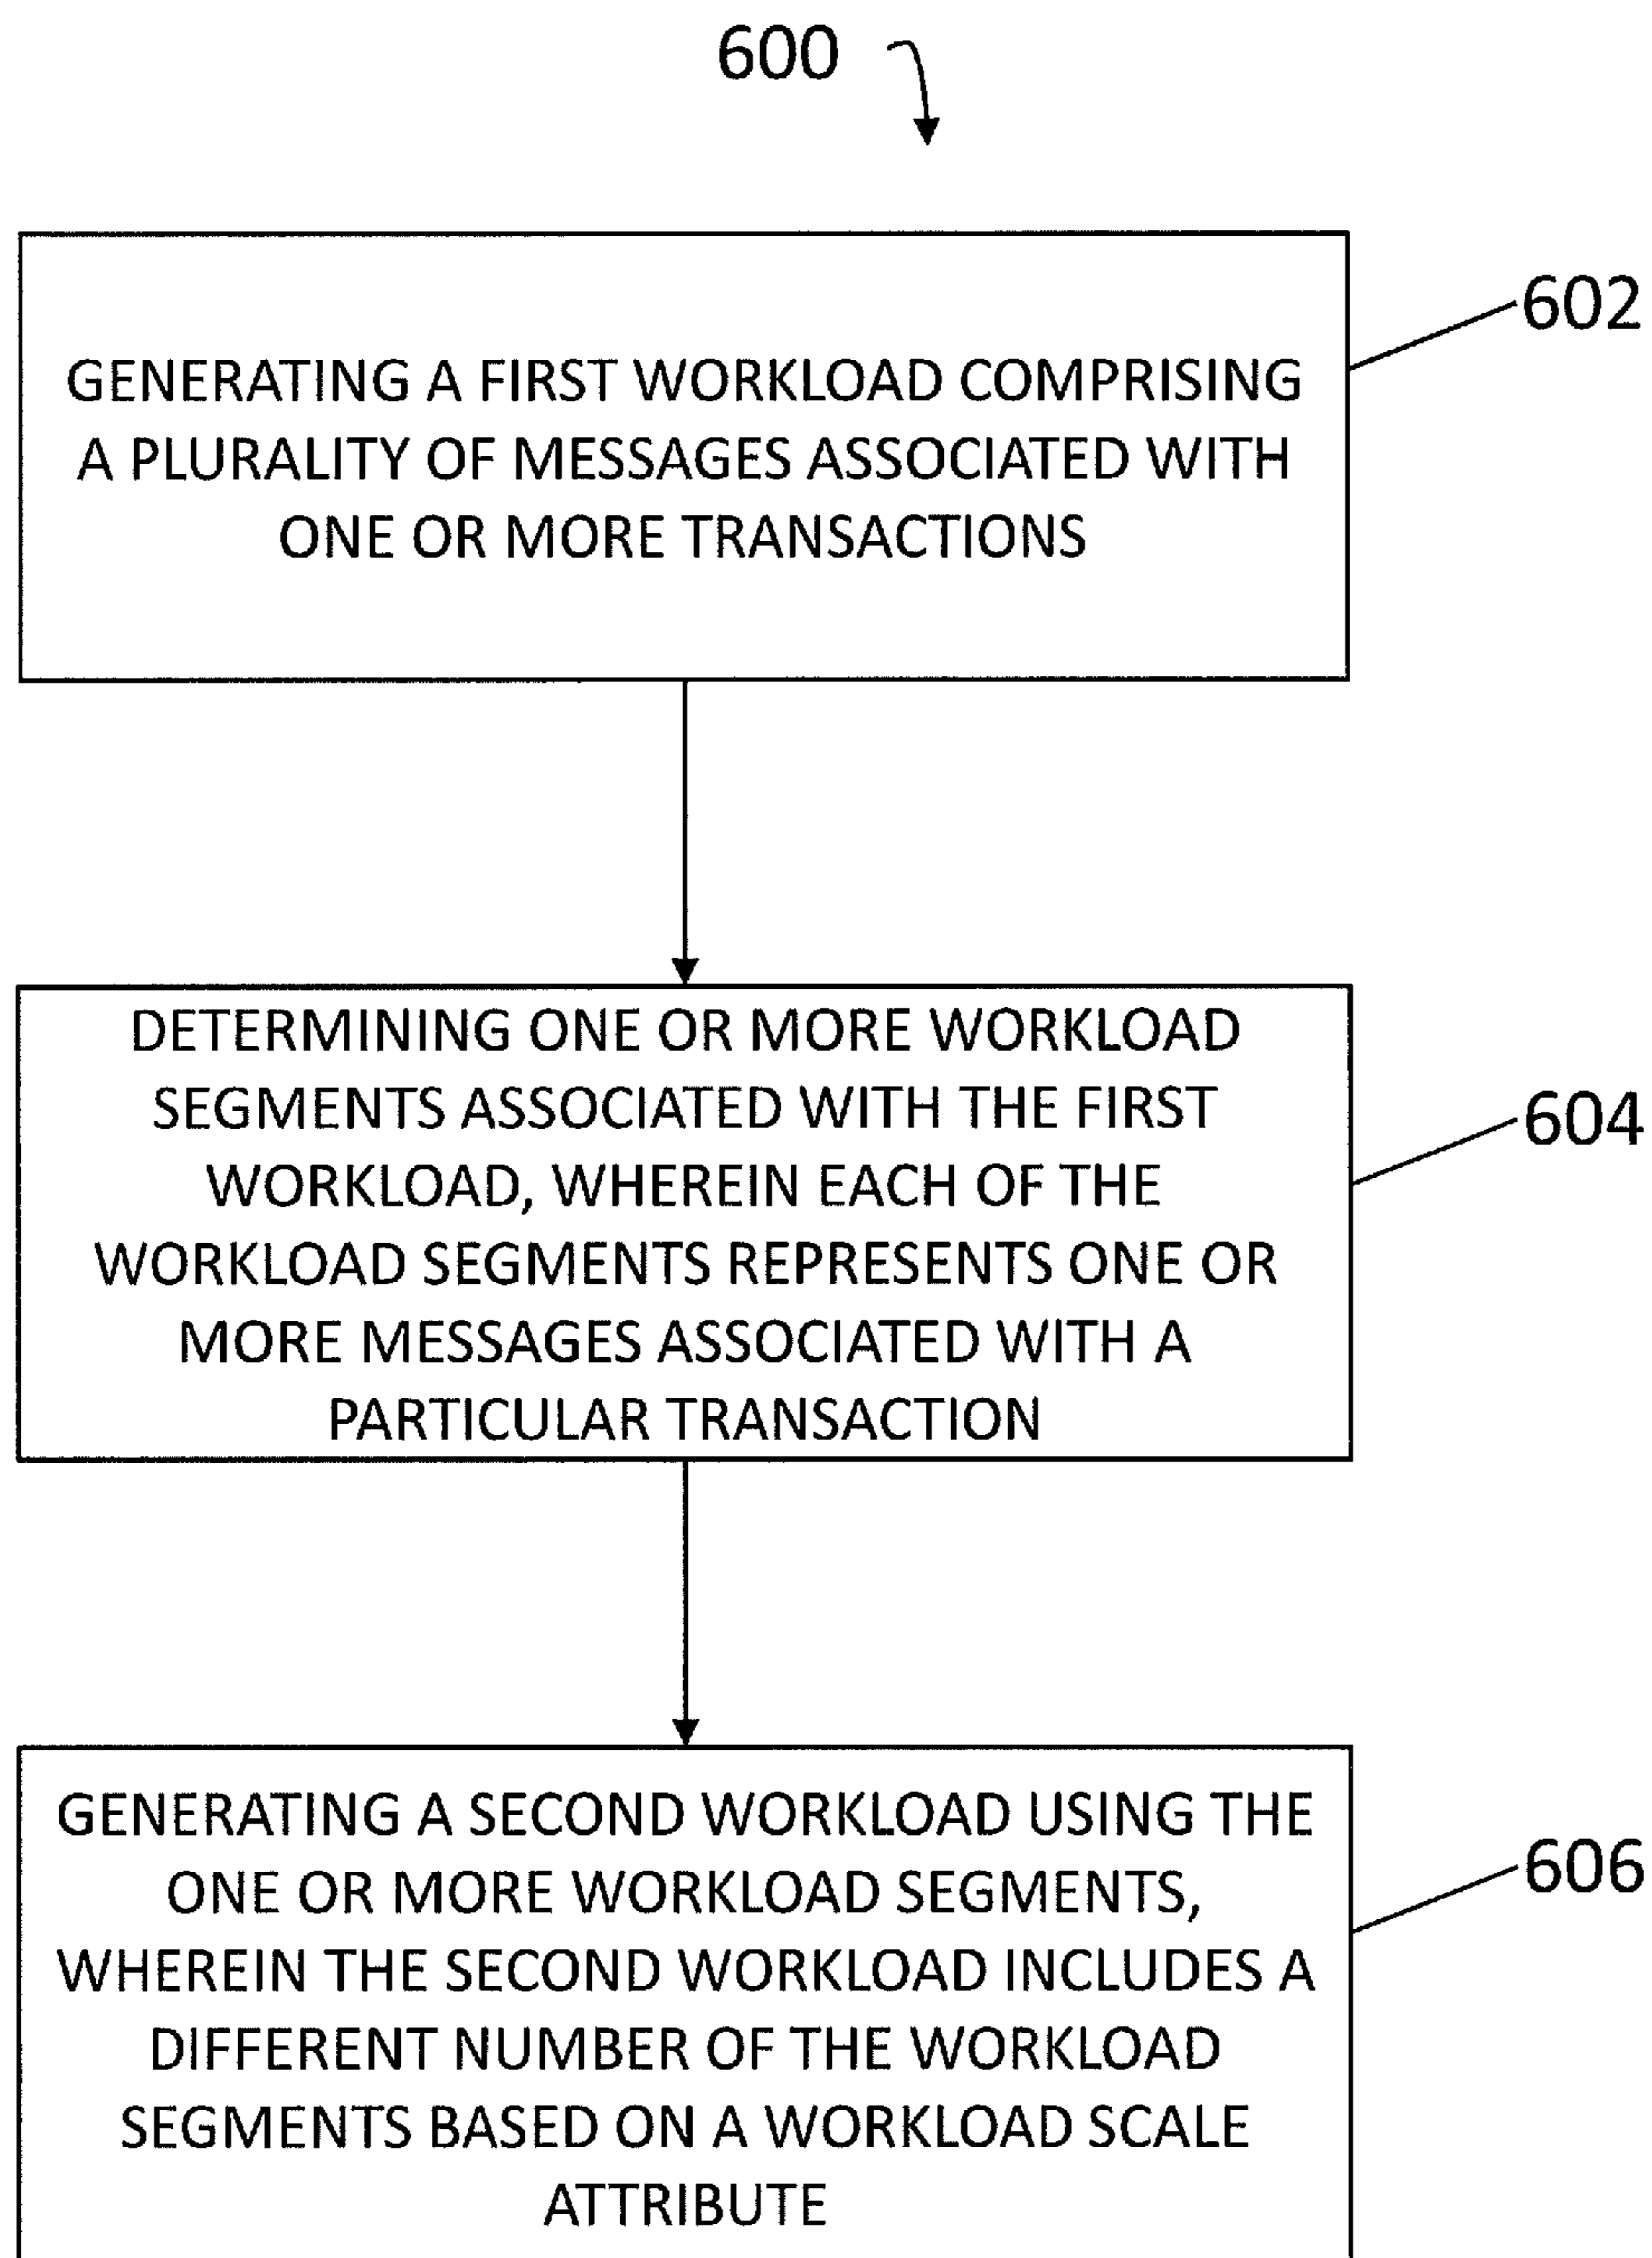 600
GENERATING A FIRST WORKLOAD COMPRISING
A PLURALITY OF MESSAGES ASSOCIATED WITH
ONE OR MORE TRANSACTIONS
602
DETERMINING ONE OR MORE WORKLOAD
SEGMENTS ASSOCIATED WITH THE FIRST
WORKLOAD, WHEREIN EACH OF THE
WORKLOAD SEGMENTS REPRESENTS ONE OR
MORE MESSAGES ASSOCIATED WITH A
PARTICULAR TRANSACTION
604
GENERATING A SECOND WORKLOAD USING THE
ONE OR MORE WORKLOAD SEGMENTS,
WHEREIN THE SECOND WORKLOAD INCLUDES A
DIFFERENT NUMBER OF THE WORKLOAD
SEGMENTS BASED ON A WORKLOAD SCALE
ATTRIBUTE
606